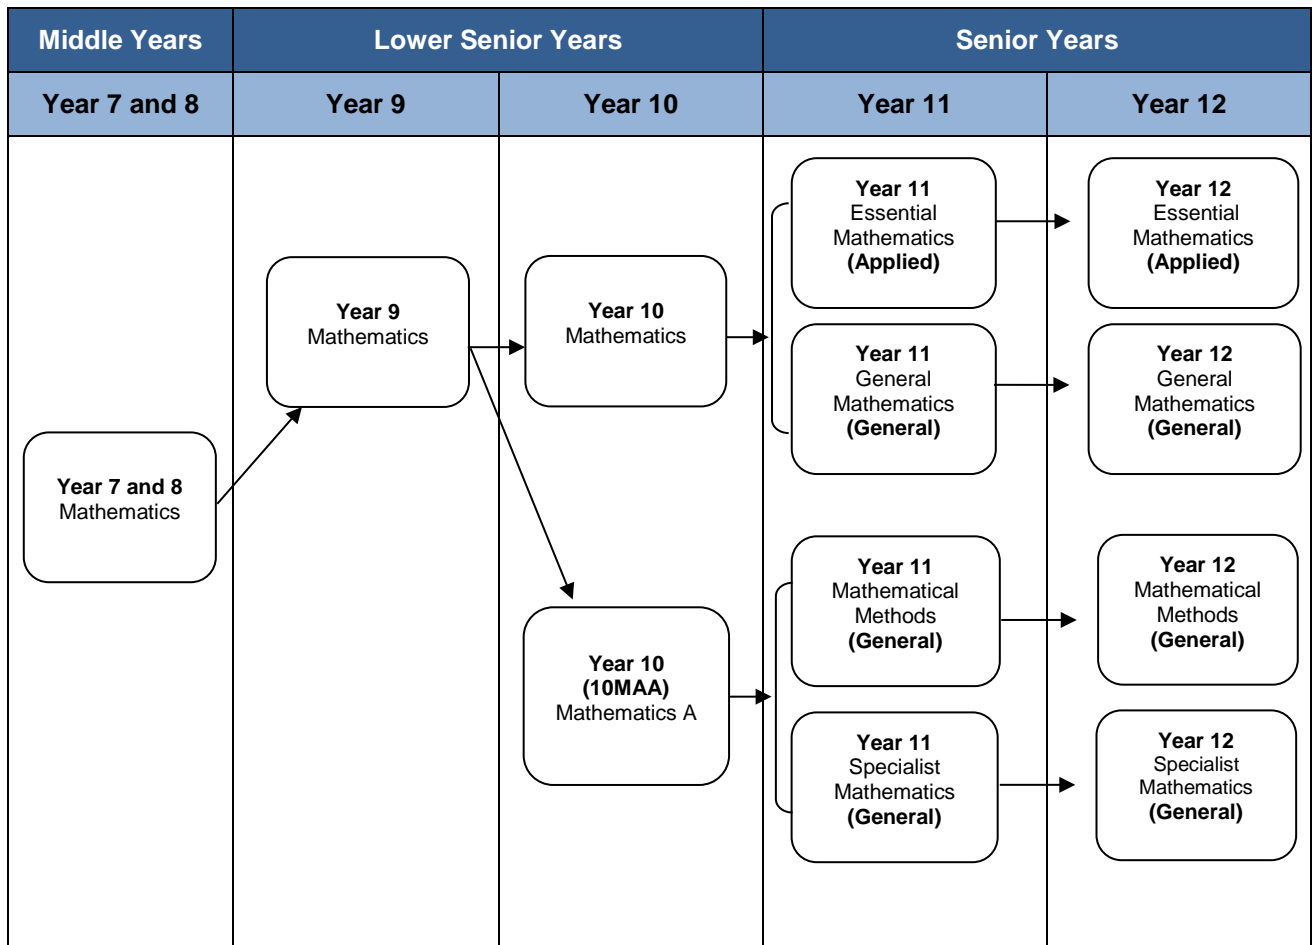 Middle Years
Lower Senior Years
Senior Years
Year 7 and 8
Year 9
Year 10
Year 11
Year 12
Year 7 and 8
Mathematics
Year 9
Mathematics
Year 10
Mathematics
Year 10
(10MAA)
Mathematics A
Year 11
Essential
Mathematics
(Applied)
Year 11
General
Mathematics
(General)
Year 11
Mathematical
Methods
(General)
Year 11
Specialist
Mathematics
(General)
Year 12
Essential
Mathematics
(Applied)
Year 12
General
Mathematics
(General)
Year 12
Mathematical
Methods
(General)
Year 12
Specialist
Mathematics
(General)